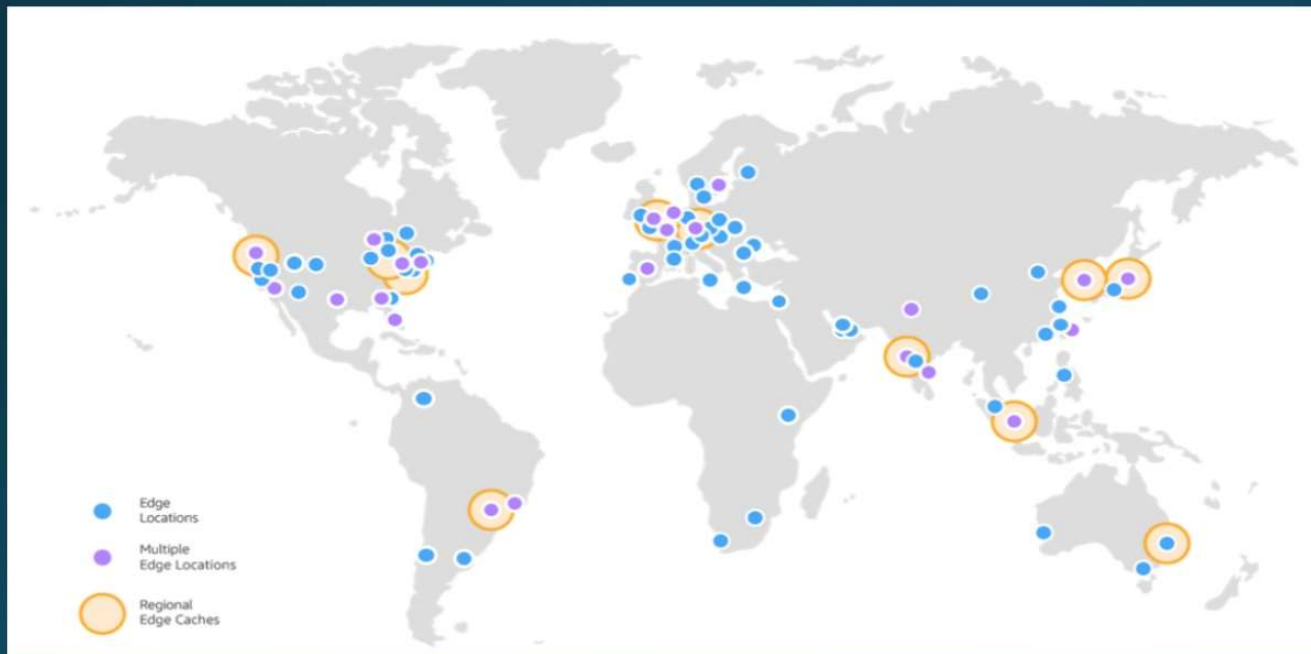 Edge
Locations
Multiple
Edge Locations
Regional
Edge Caches